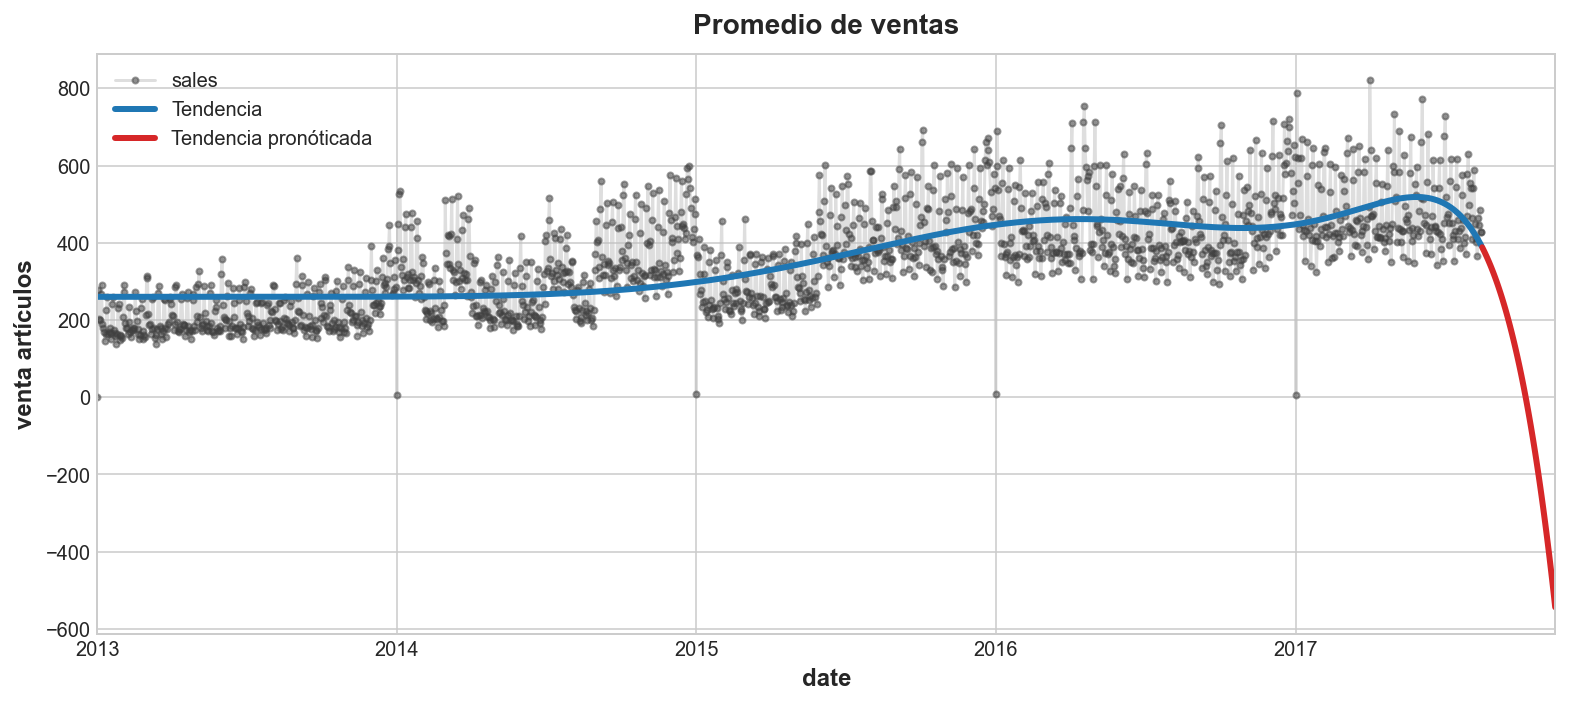 Promedio de ventas
sales
Tendencia
Tendencia pronóticada
venta artículos
800
600
400
200
0
−200
−400
−600
2013
2014
2015
2016
2017
date